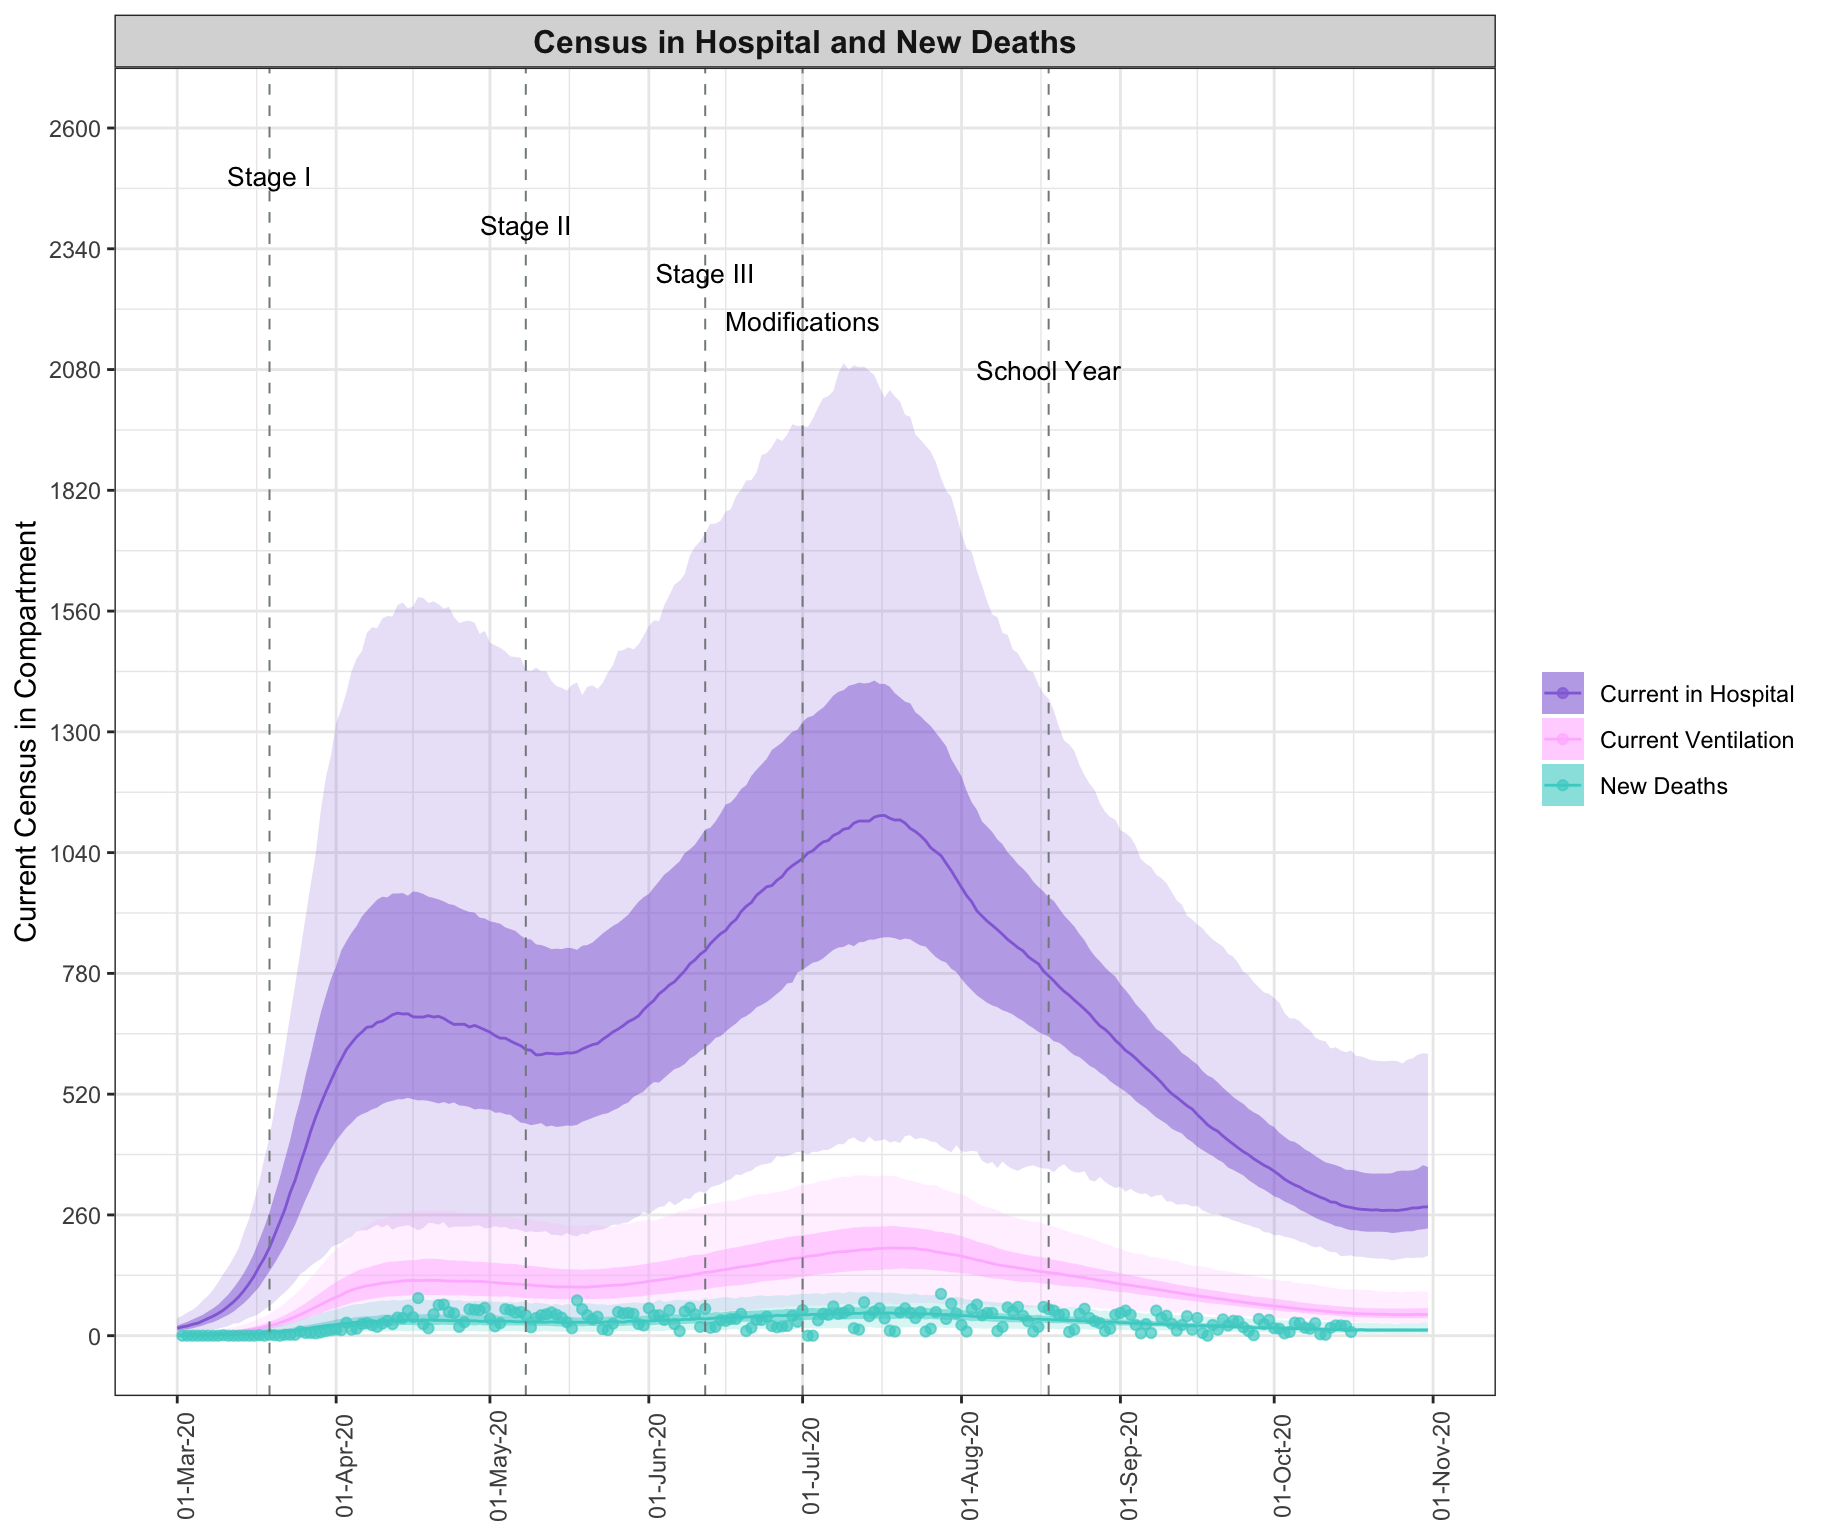 Census in Hospital and New Deaths
Current Census in Compartment
2600
2340
2080
1820
1560
1300
1040
780
520
260
0
Stage I
Stage II
Stage III
Modifications
School Year
01-Mar-20
01-Apr-20
01-May-20
01-Jun-20
01-Jul-20
01-Aug-20
01-Sep-20
01-Oct-20
01-Nov-20
Current in Hospital
Current Ventilation
New Deaths